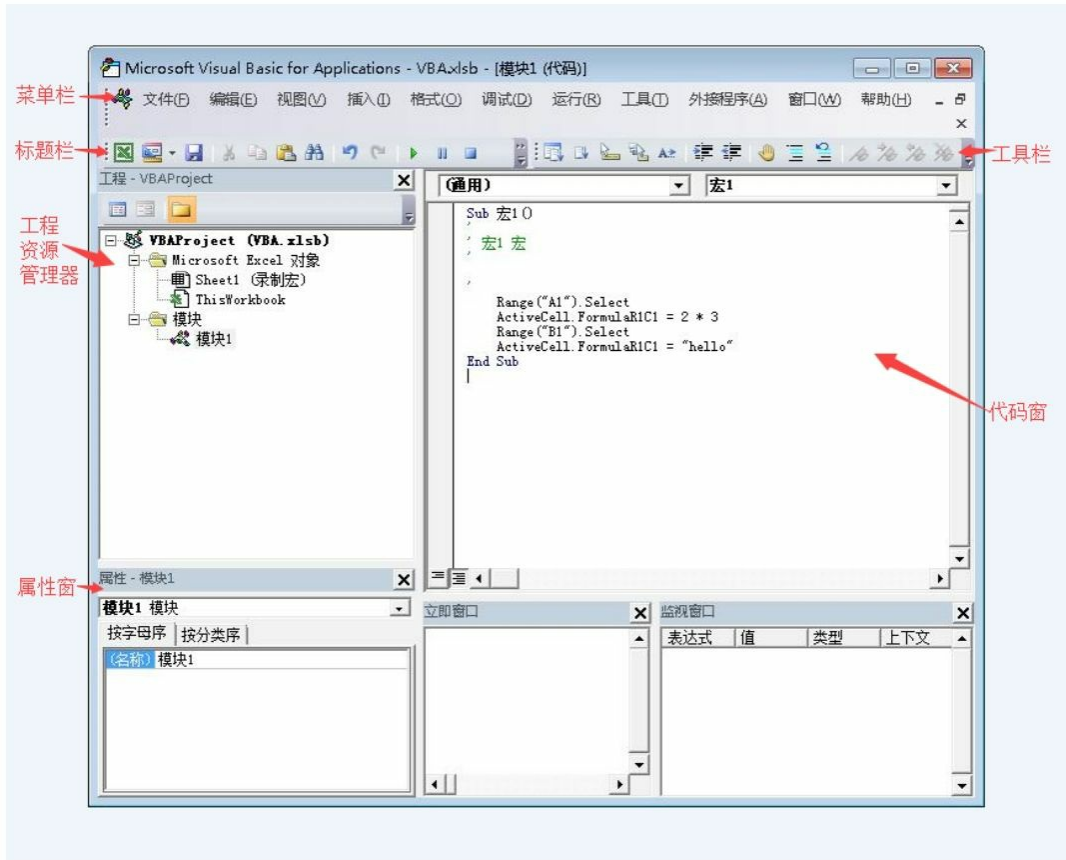 Microsoft Visual Basic for Applications - VBA.xlsb - [模块1 (代码)]
菜单栏
文件(F) 编辑(E) 视图(V) 插入(I) 格式(O) 调试(D) 运行(R) 工具(T) 外接程序(A) 窗口(W) 帮助(H)
标题栏
工具栏
工程 - VBAProject
(通用)
宏1
工程
资源
管理器
VBAProject (VBA.xlsb)
Microsoft Excel 对象
Sheet1 (录制宏)
ThisWorkbook
模块
模块1
Sub 宏1()
'
' 宏1 宏
'
'
Range("A1").Select
ActiveCell.FormulaR1C1 = 2 * 3
Range("B1").Select
ActiveCell.FormulaR1C1 = "hello"
End Sub
代码窗
属性窗
属性 - 模块1
模块1 模块
按字母序 按分类序
(名称) 模块1
立即窗口
监视窗口
表达式 值 类型 上下文